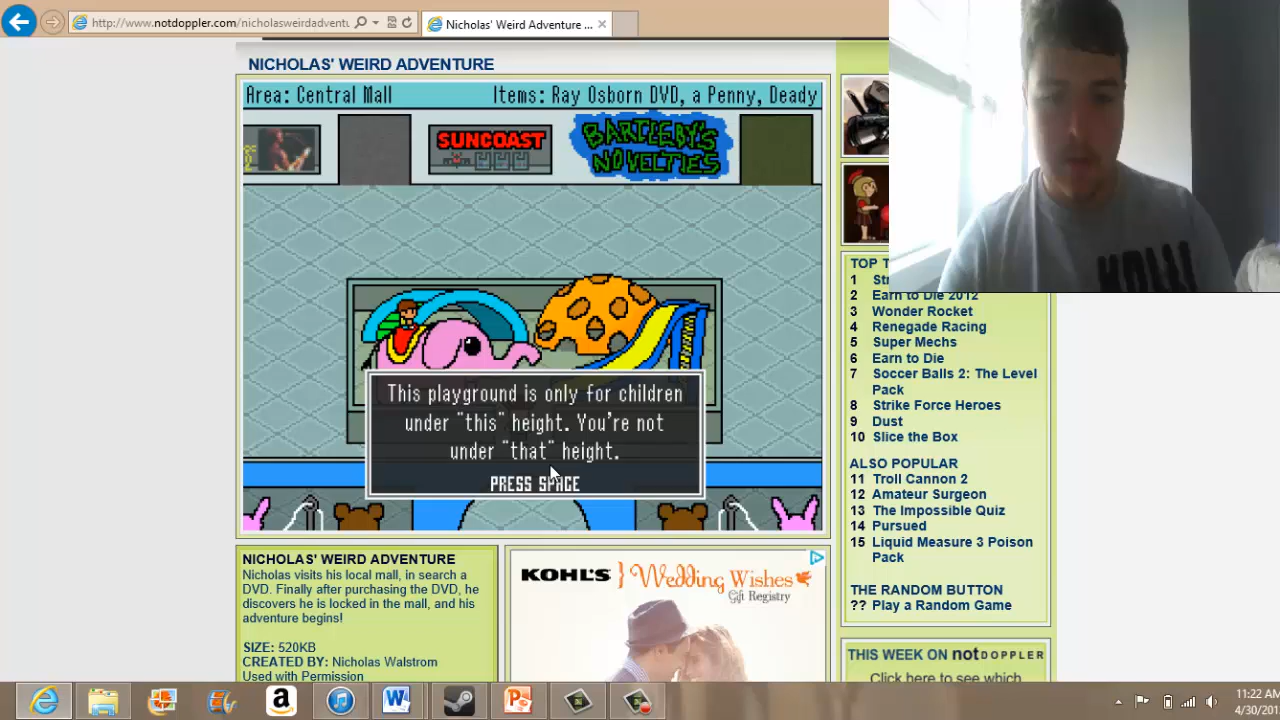 http://www.notdoppler.com/nicholasweirdadventu
Nicholas' Weird Adventure ...
NICHOLAS' WEIRD ADVENTURE
Area: Central Mall
Items: Ray Osborn DVD, a Penny, Deady
SUNCOAST
BARTLEBY'S
NOVELTIES
This playground is only for children
under "this" height. You're not
under "that" height.
PRESS SPACE
NICHOLAS' WEIRD ADVENTURE
Nicholas visits his local mall, in search a
DVD. Finally after purchasing the DVD, he
discovers he is locked in the mall, and his
adventure begins!
SIZE: 520KB
CREATED BY: Nicholas Walstrom
Used with Permission
KOHL'S
Wedding Wishes
Gift Registry
TOP T
1 St
2 Earn to Die 2012
3 Wonder Rocket
4 Renegade Racing
5 Super Mechs
6 Earn to Die
7 Soccer Balls 2: The Level
Pack
8 Strike Force Heroes
9 Dust
10 Slice the Box
ALSO POPULAR
11 Troll Cannon 2
12 Amateur Surgeon
13 The Impossible Quiz
14 Pursued
15 Liquid Measure 3 Poison
Pack
THE RANDOM BUTTON
?? Play a Random Game
THIS WEEK ON notDOPPLER
Click here to see which
11:22 AM
4/30/201